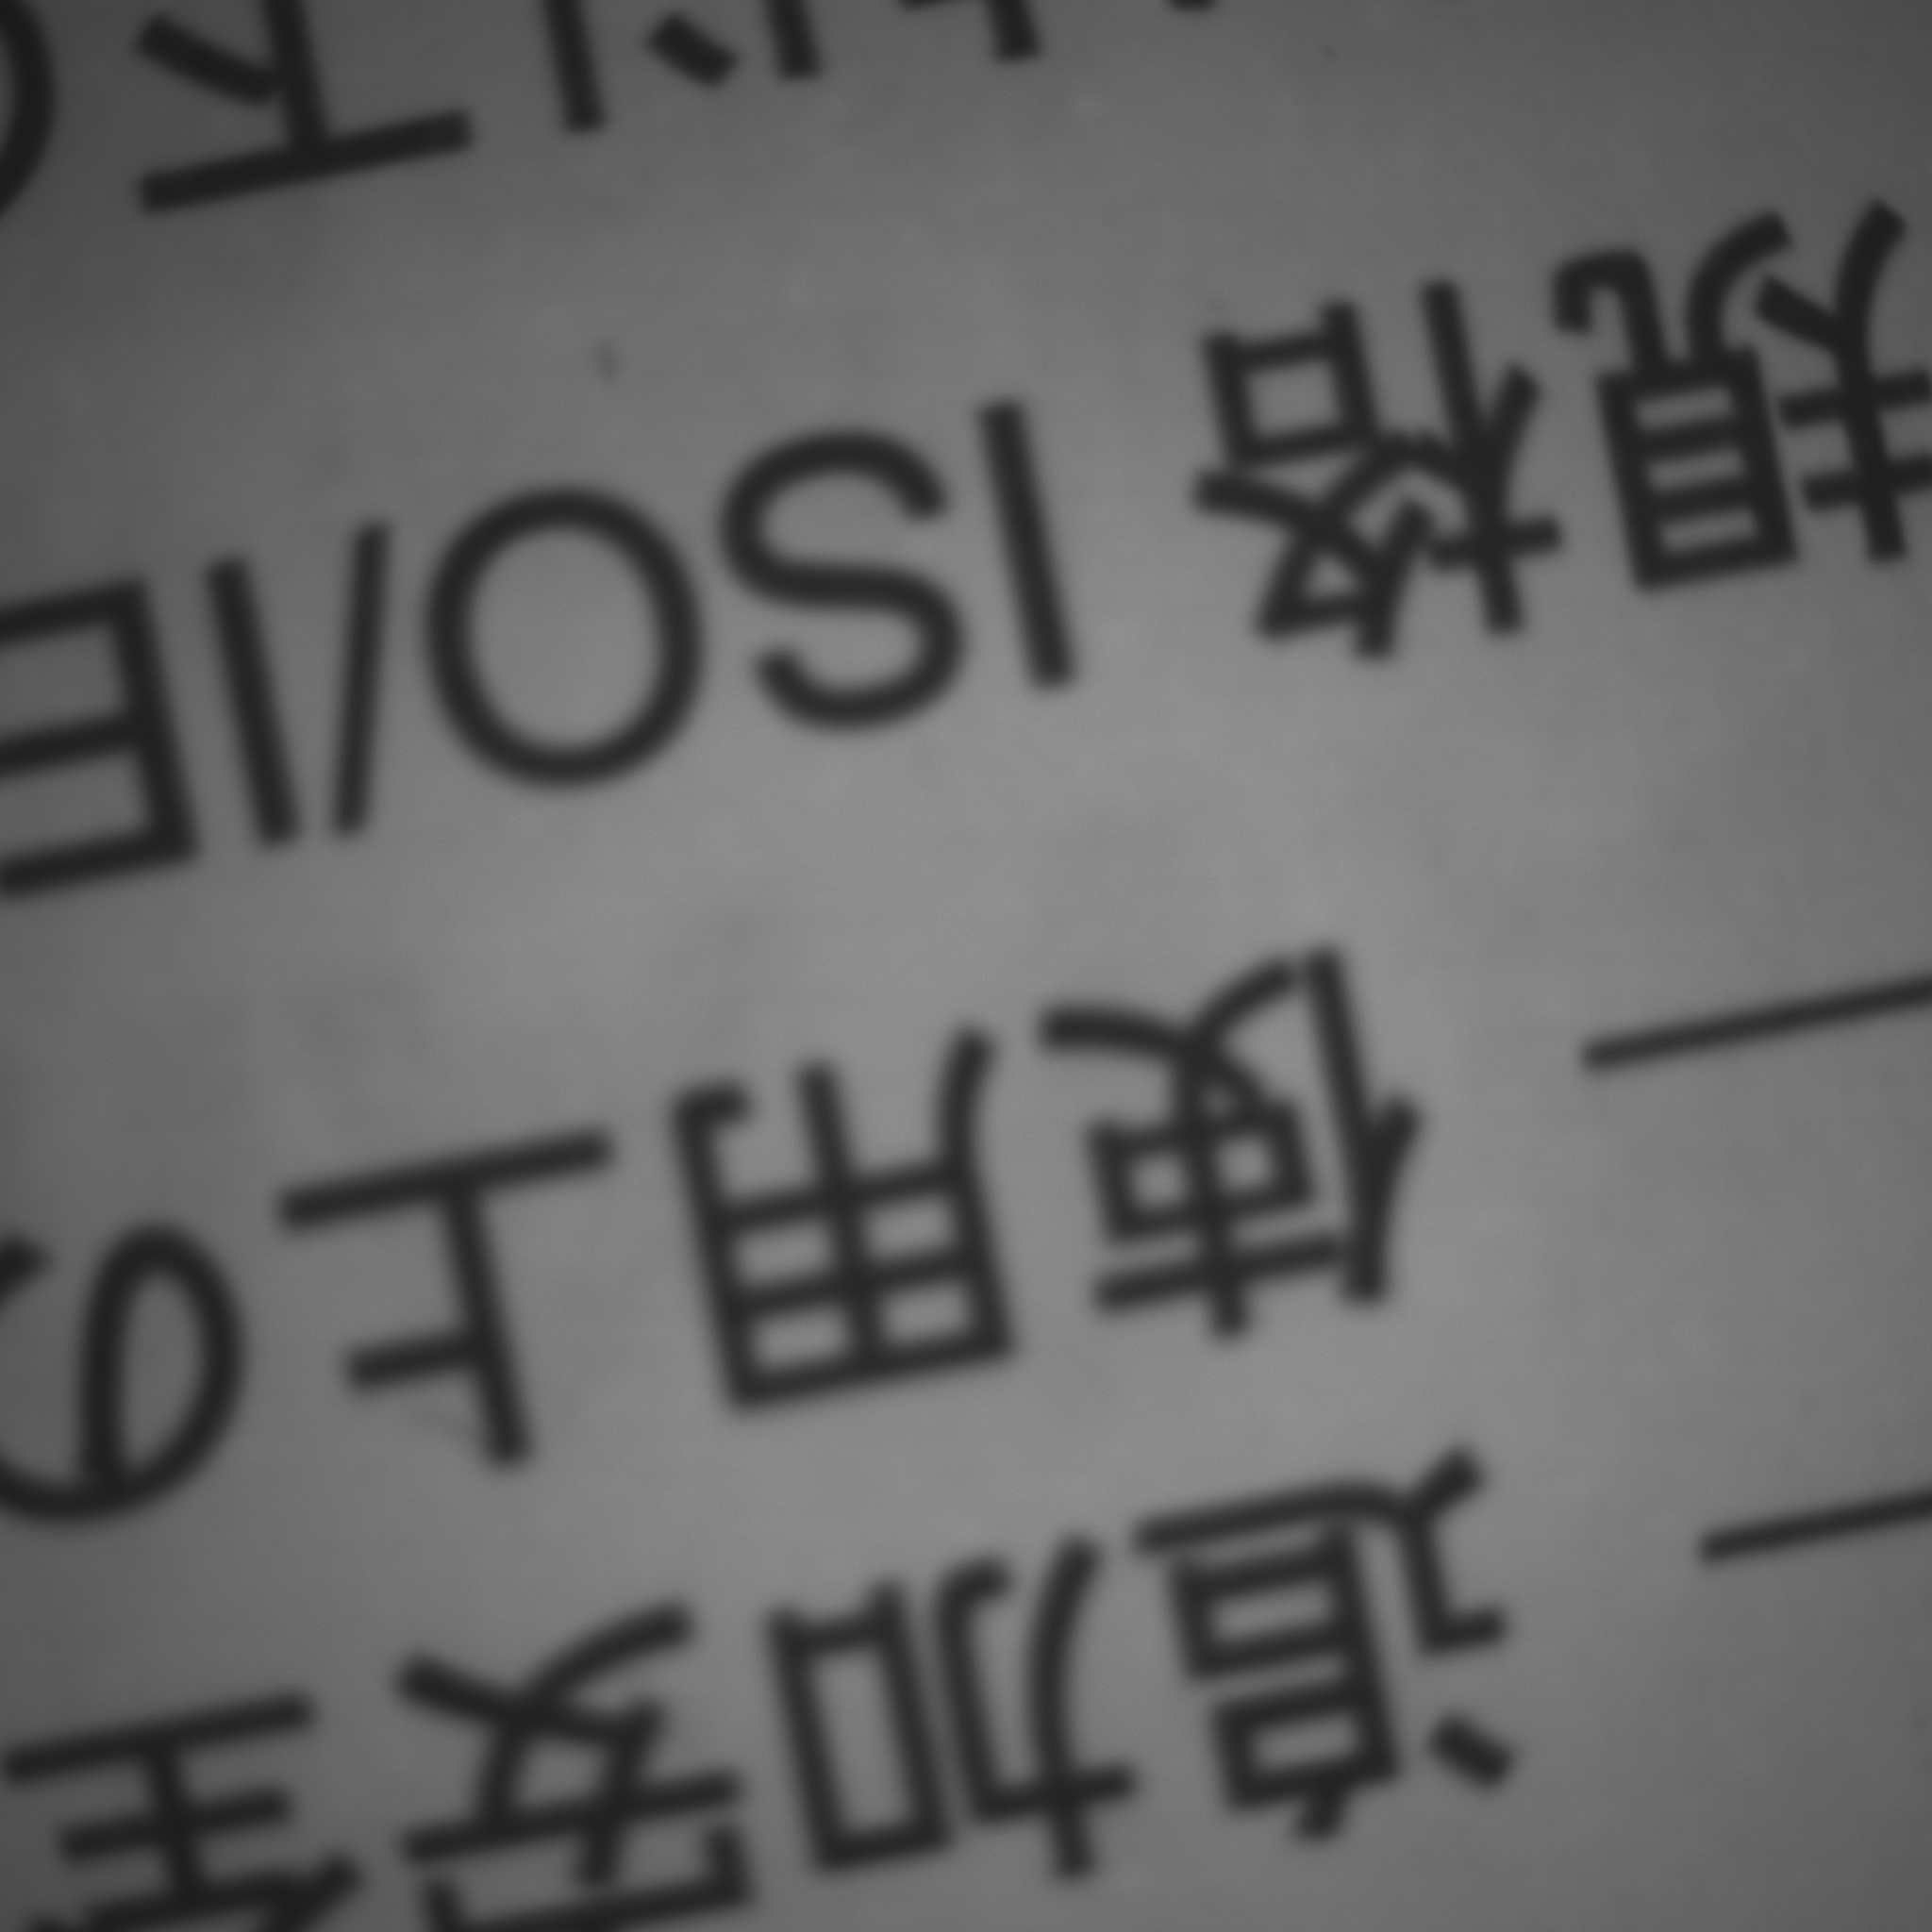 — 追加安全
— 使用上の
規格 ISO/IE